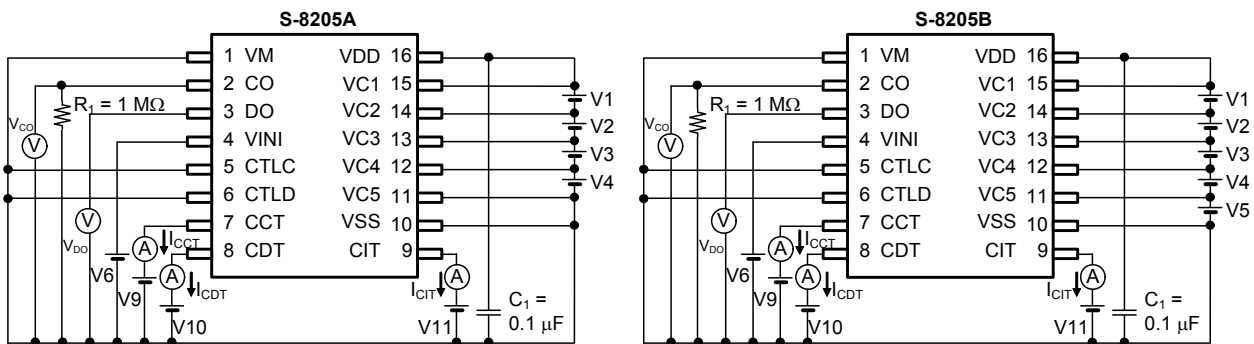 S-8205A
1 VM
2 CO
3 DO
4 VINI
5 CTLC
6 CTLD
7 CCT
8 CDT
VDD 16
VC1 15
VC2 14
VC3 13
VC4 12
VC5 11
VSS 10
CIT 9
R1 = 1 MΩ
VCO
V
V
VDO
V6
A
ICCT
V9
A
ICDT
V10
V1
V2
V3
V4
A
ICIT
V11
C1 =
0.1 μF
S-8205B
1 VM
2 CO
3 DO
4 VINI
5 CTLC
6 CTLD
7 CCT
8 CDT
VDD 16
VC1 15
VC2 14
VC3 13
VC4 12
VC5 11
VSS 10
CIT 9
R1 = 1 MΩ
VCO
V
V
VDO
V6
A
ICCT
V9
A
ICDT
V10
V1
V2
V3
V4
V5
A
ICIT
V11
C1 =
0.1 μF